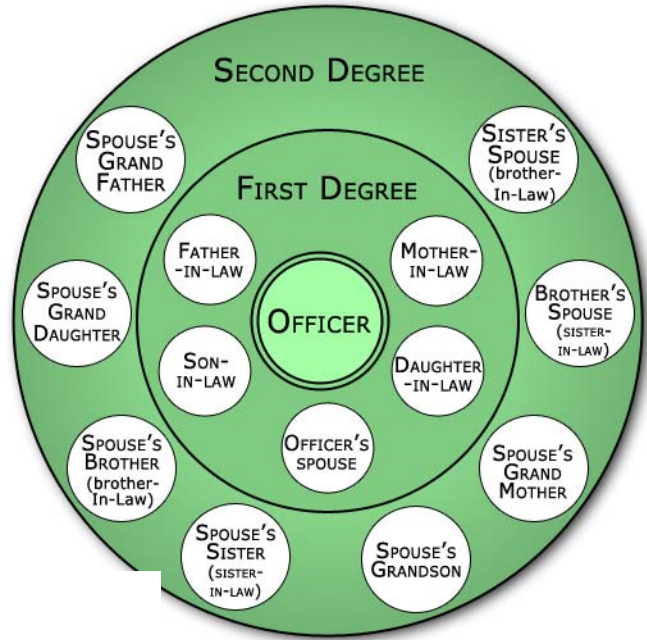 SECOND DEGREE
SPOUSE'S
GRAND
FATHER
SISTER'S
SPOUSE
(brother-
In-Law)
FIRST DEGREE
FATHER
-IN-LAW
MOTHER-
IN-LAW
SPOUSE'S
GRAND
DAUGHTER
OFFICER
BROTHER'S
SPOUSE
(SISTER-
IN-LAW)
SON-
IN-LAW
DAUGHTER
-IN-LAW
OFFICER'S
SPOUSE
SPOUSE'S
BROTHER
(brother-
In-Law)
SPOUSE'S
GRAND
MOTHER
SPOUSE'S
SISTER
(SISTER-
IN-LAW)
SPOUSE'S
GRANDSON